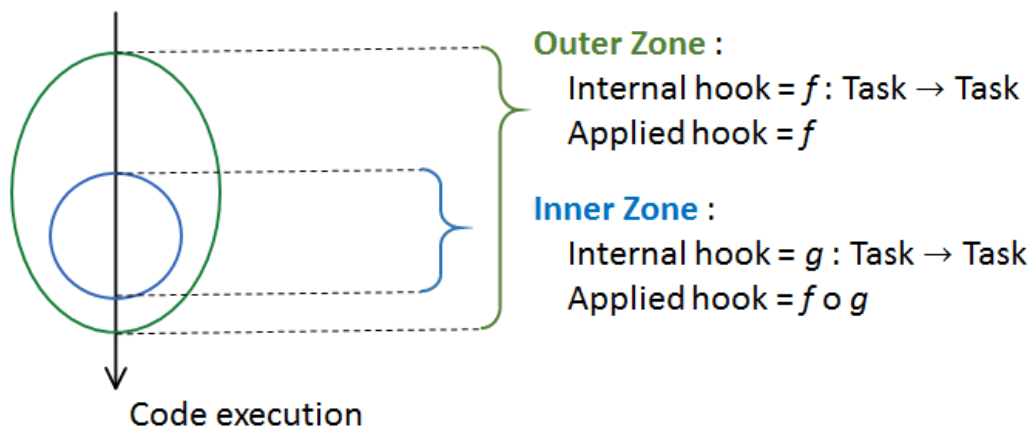 Outer Zone :
Internal hook = f : Task → Task
Applied hook = f
Inner Zone :
Internal hook = g : Task → Task
Applied hook = f o g
Code execution